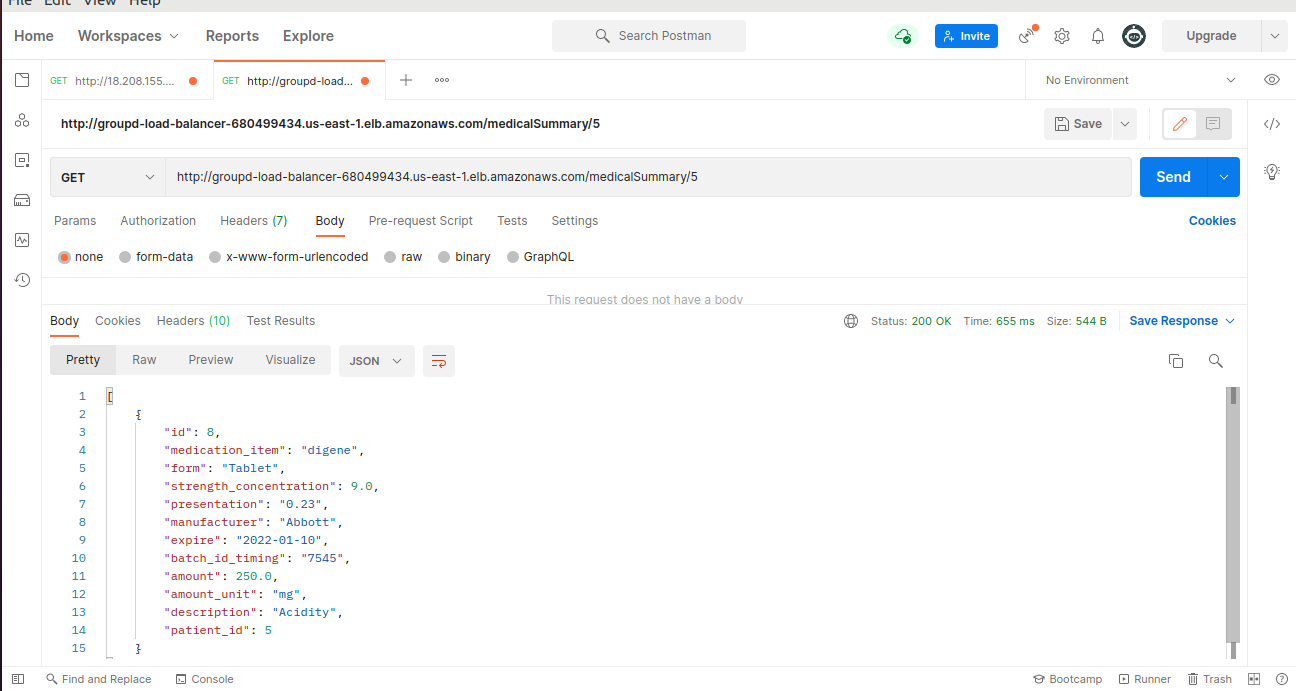 File Edit View Help
Home Workspaces Reports Explore Search Postman Invite Upgrade
GET http://18.208.155.... GET http://groupd-load... No Environment
http://groupd-load-balancer-680499434.us-east-1.elb.amazonaws.com/medicalSummary/5 Save
GET http://groupd-load-balancer-680499434.us-east-1.elb.amazonaws.com/medicalSummary/5 Send
Params Authorization Headers (7) Body Pre-request Script Tests Settings Cookies
none form-data x-www-form-urlencoded raw binary GraphQL
This request does not have a body
Body Cookies Headers (10) Test Results Status: 200 OK Time: 655 ms Size: 544 B Save Response
Pretty Raw Preview Visualize JSON
1 [
2 {
3 "id": 8,
4 "medication_item": "digene",
5 "form": "Tablet",
6 "strength_concentration": 9.0,
7 "presentation": "0.23",
8 "manufacturer": "Abbott",
9 "expire": "2022-01-10",
10 "batch_id_timing": "7545",
11 "amount": 250.0,
12 "amount_unit": "mg",
13 "description": "Acidity",
14 "patient_id": 5
15 }
Find and Replace Console Bootcamp Runner Trash